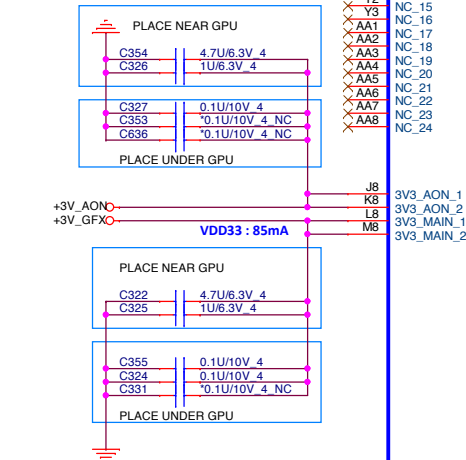 PLACE NEAR GPU
C354 4.7U/6.3V_4
C326 1U/6.3V_4
C327 0.1U/10V_4
C353 *0.1U/10V_4_NC
C636 *0.1U/10V_4_NC
PLACE UNDER GPU
NC_15
Y3 NC_16
AA1 NC_17
AA2 NC_18
AA3 NC_19
AA4 NC_20
AA5 NC_21
AA6 NC_22
AA7 NC_23
AA8 NC_24
J8 3V3_AON_1
K8 3V3_AON_2
L8 3V3_MAIN_1
M8 3V3_MAIN_2
+3V_AON
+3V_GFX
VDD33 : 85mA
PLACE NEAR GPU
C322 4.7U/6.3V_4
C325 1U/6.3V_4
C355 0.1U/10V_4
C324 0.1U/10V_4
C331 *0.1U/10V_4_NC
PLACE UNDER GPU